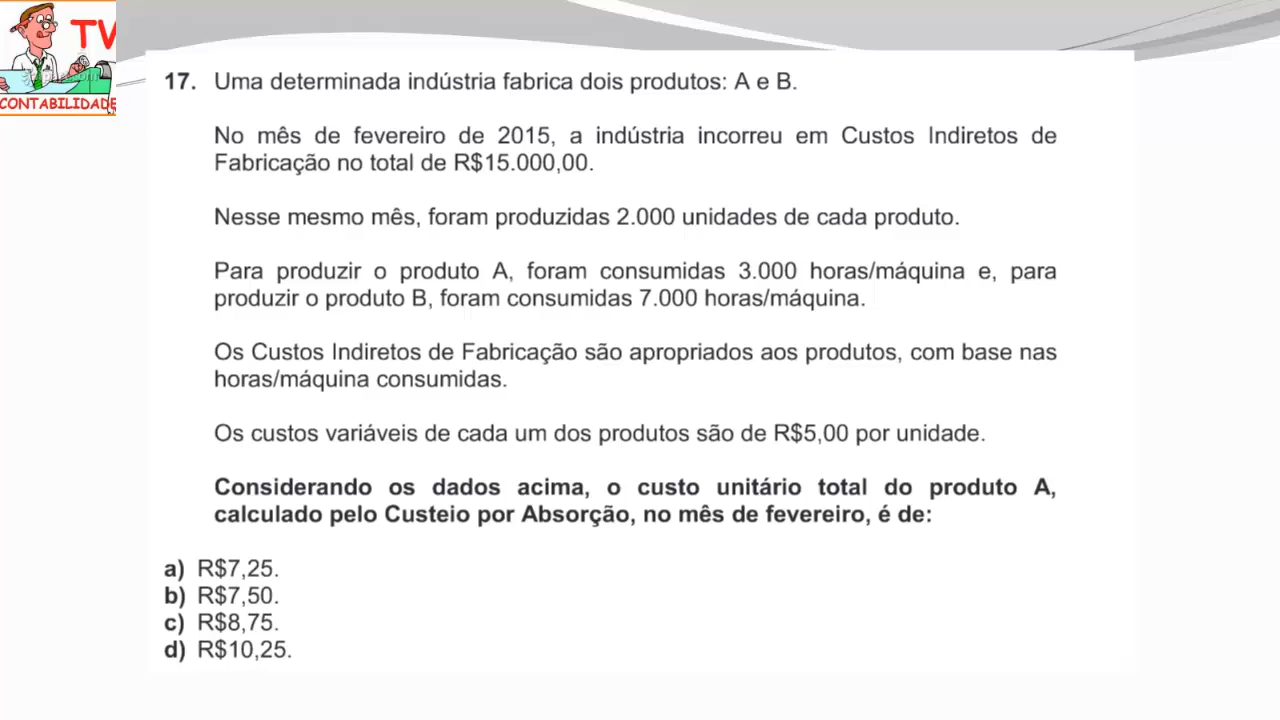 TV
CONTABILIDADE
17. Uma determinada indústria fabrica dois produtos: A e B.
No mês de fevereiro de 2015, a indústria incorreu em Custos Indiretos de
Fabricação no total de R$15.000,00.
Nesse mesmo mês, foram produzidas 2.000 unidades de cada produto.
Para produzir o produto A, foram consumidas 3.000 horas/máquina e, para
produzir o produto B, foram consumidas 7.000 horas/máquina.
Os Custos Indiretos de Fabricação são apropriados aos produtos, com base nas
horas/máquina consumidas.
Os custos variáveis de cada um dos produtos são de R$5,00 por unidade.
Considerando os dados acima, o custo unitário total do produto A,
calculado pelo Custeio por Absorção, no mês de fevereiro, é de:
a) R$7,25.
b) R$7,50.
c) R$8,75.
d) R$10,25.